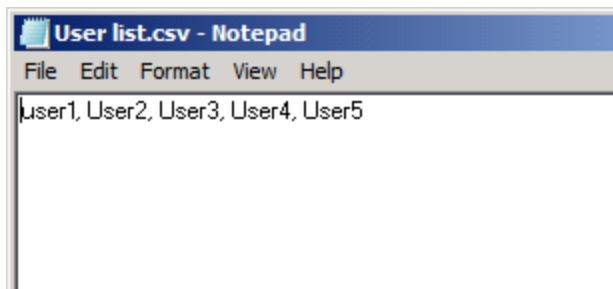 User list.csv - Notepad
File Edit Format View Help
user1, User2, User3, User4, User5